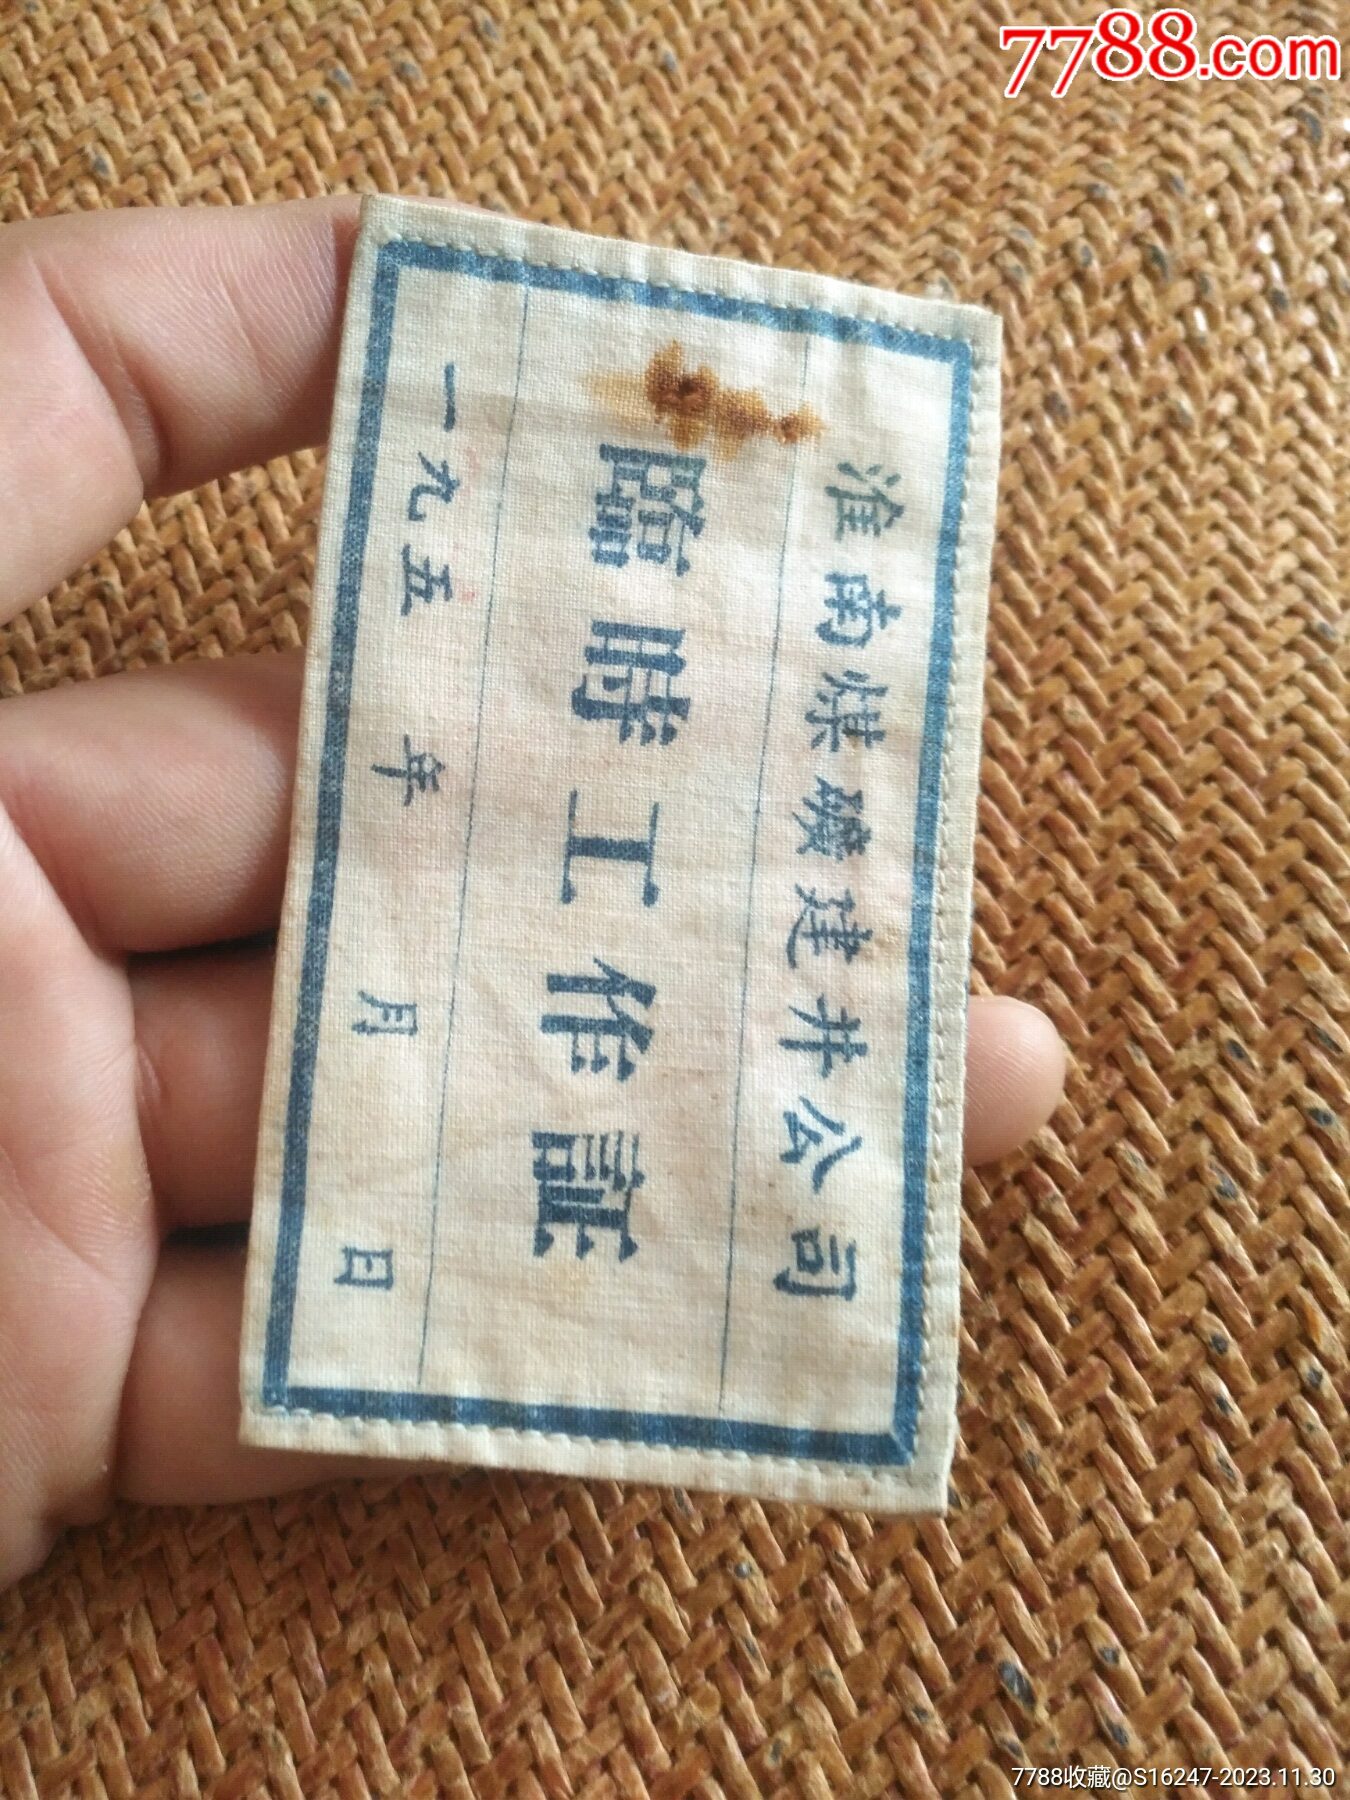 7788.com
淮南煤礦建井公司
臨時工作証
一九五 年 月 日
7788收藏@S16247-2023.11.30